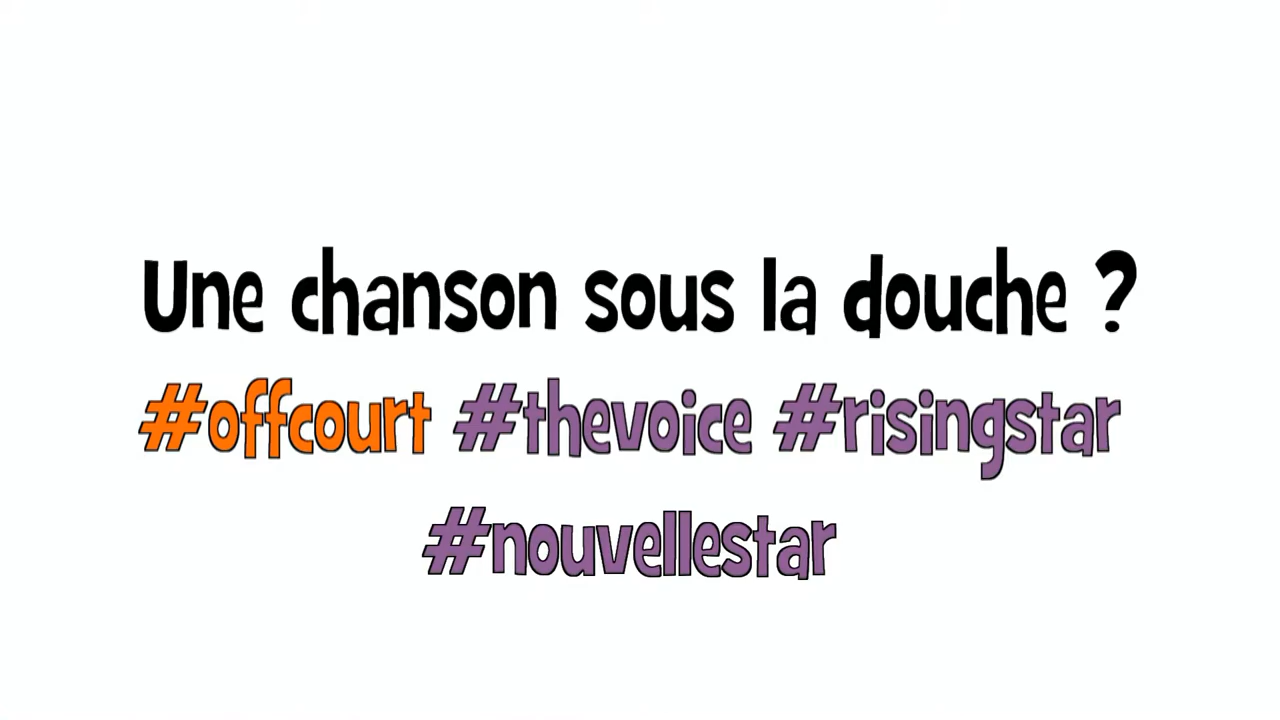 Une chanson sous la douche ?
#offcourt #thevoice #risingstar
#nouvellestar